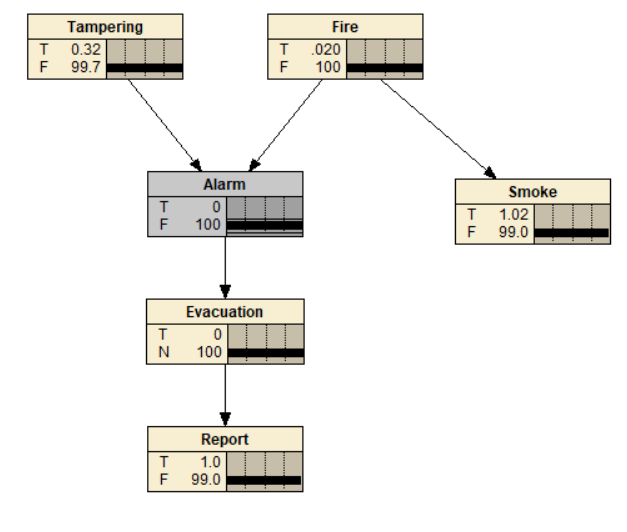 Tampering
T 0.32
F 99.7
Fire
T .020
F 100
Alarm
T 0
F 100
Smoke
T 1.02
F 99.0
Evacuation
T 0
N 100
Report
T 1.0
F 99.0